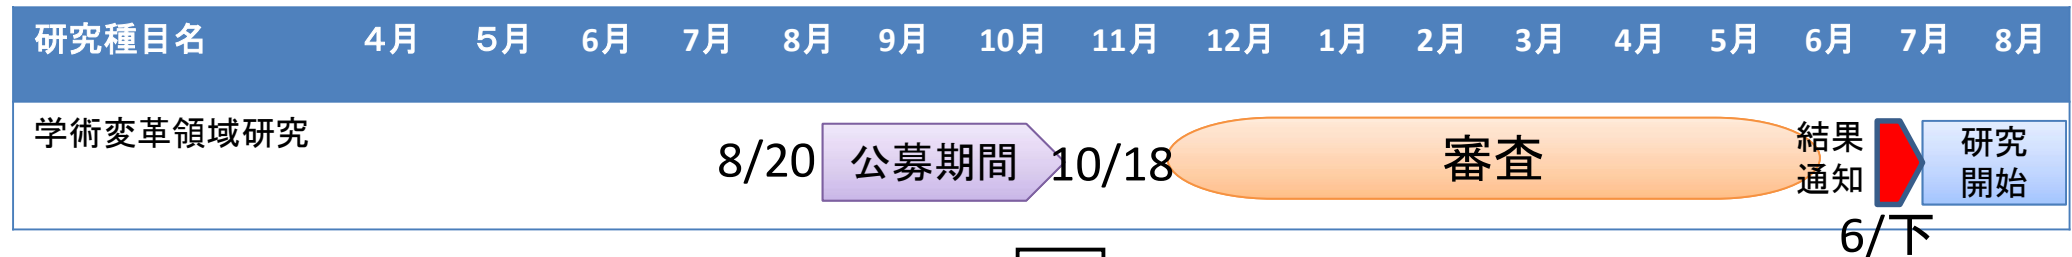 研究種目名 4月 5月 6月 7月 8月 9月 10月 11月 12月 1月 2月 3月 4月 5月 6月 7月 8月
学術変革領域研究
8/20 公募期間 10/18 審査 結果 研究
通知 開始
6/下